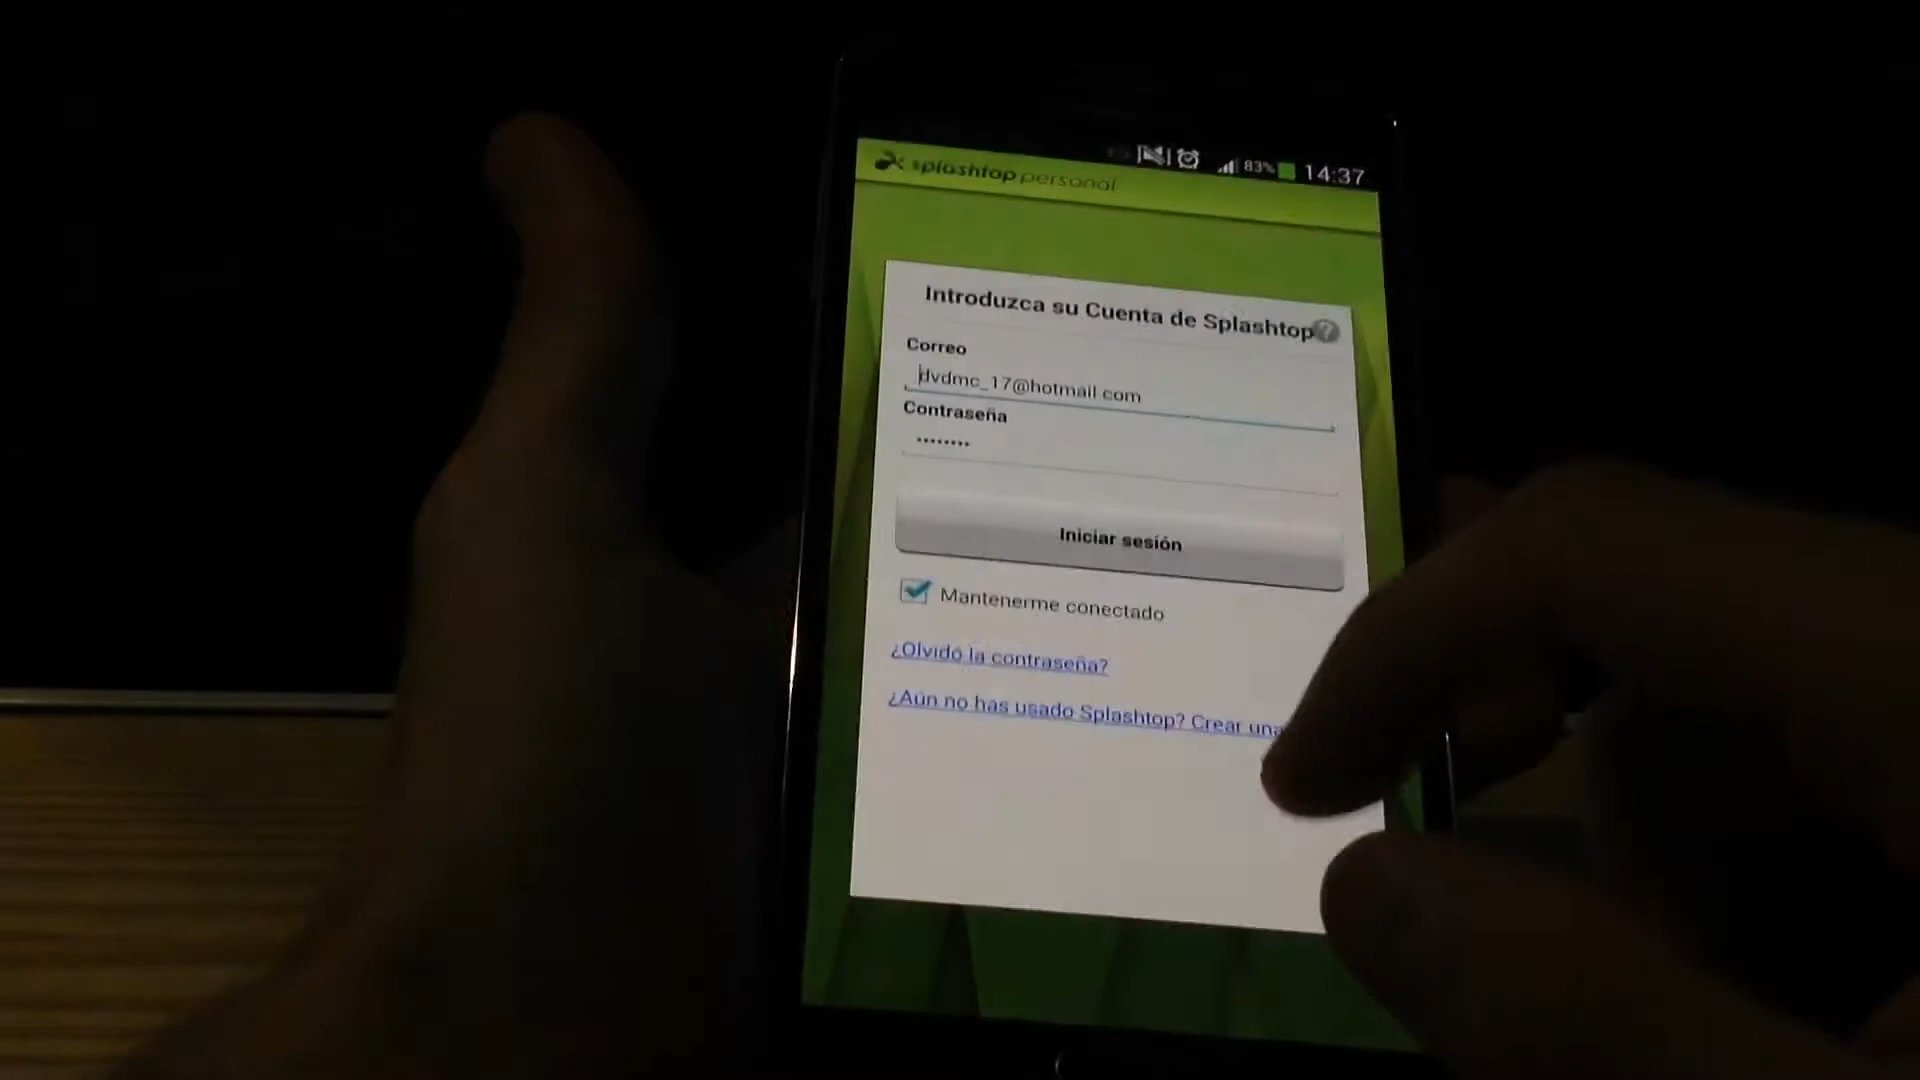 splashtop personal
83% 14:37
Introduzca su Cuenta de Splashtop ?
Correo
dvdmc_17@hotmail.com
Contraseña
••••••••
Iniciar sesión
Mantenerme conectado
¿Olvidó la contraseña?
¿Aún no has usado Splashtop? Crear una